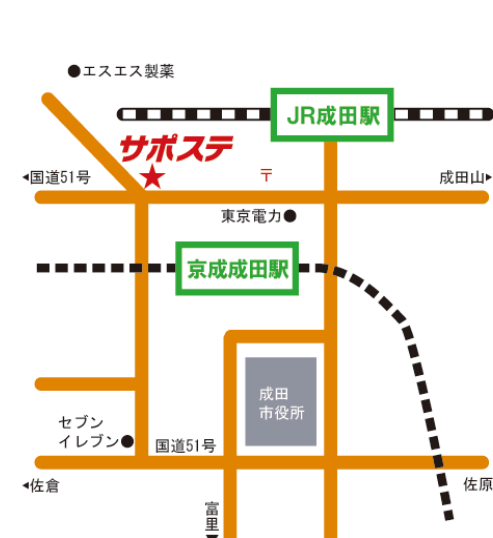 ●エスエス製薬
JR成田駅
サポステ
★
〒
◂国道51号
成田山▸
東京電力●
京成成田駅
成田
市役所
セブン
イレブン●
国道51号
◂佐倉
佐原
富里▾